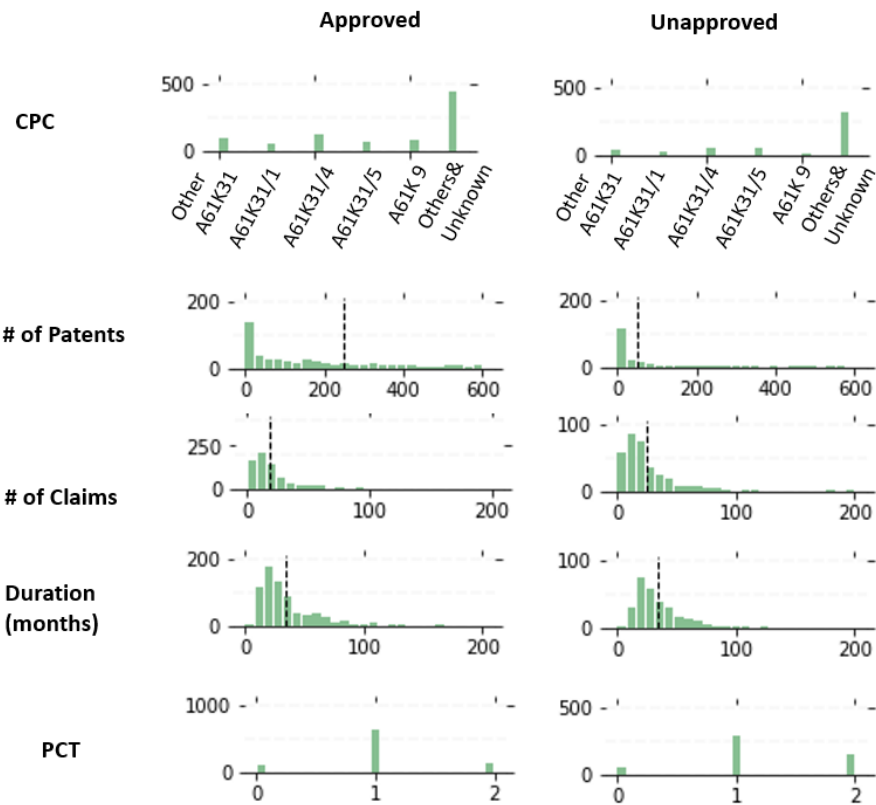 Approved Unapproved
CPC
500 500
0 0
Other A61K31 A61K31/1 A61K31/4 A61K31/5 A61K 9 Others& Unknown Other A61K31 A61K31/1 A61K31/4 A61K31/5 A61K 9 Others& Unknown
# of Patents
200 200
0 0
0 200 400 600 0 200 400 600
# of Claims
250 100
0 0
0 100 200 0 100 200
Duration
(months)
200 100
0 0
0 100 200 0 100 200
PCT
1000 500
0 0
0 1 2 0 1 2